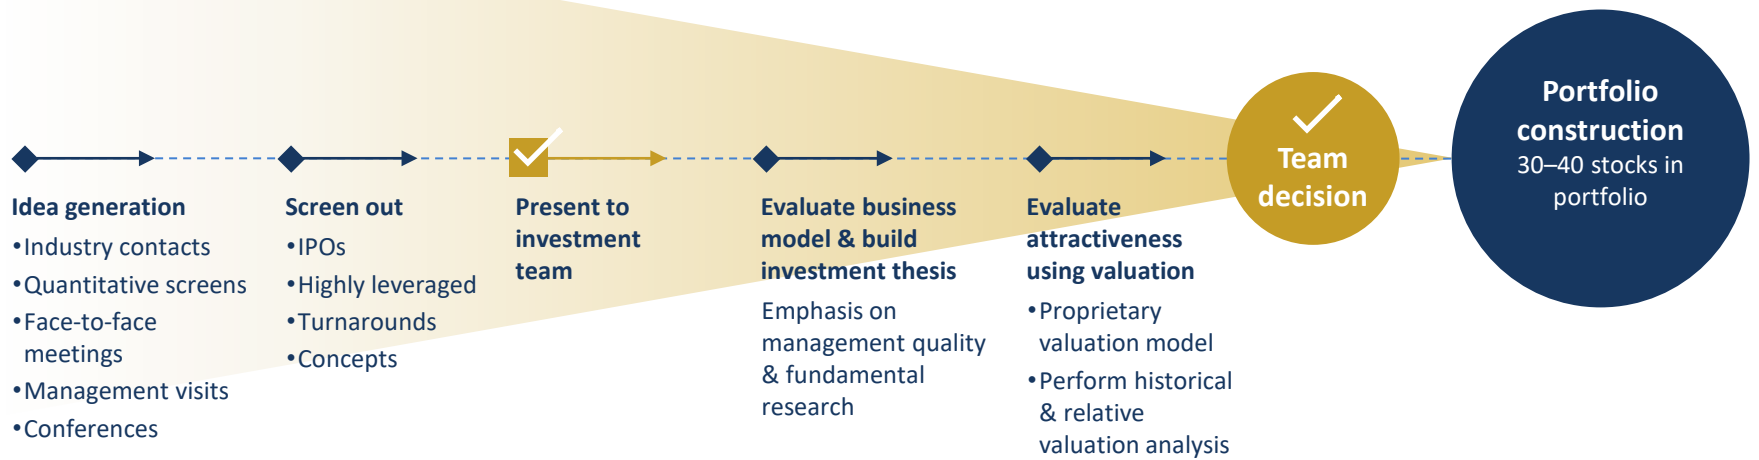 Idea generation
•Industry contacts
•Quantitative screens
•Face-to-face
meetings
•Management visits
•Conferences
Screen out
•IPOs
•Highly leveraged
•Turnarounds
•Concepts
Present to
investment
team
Evaluate business
model & build
investment thesis
Emphasis on
management quality
& fundamental
research
Evaluate
attractiveness
using valuation
•Proprietary
valuation model
•Perform historical
& relative
valuation analysis
Team
decision
Portfolio
construction
30–40 stocks in
portfolio